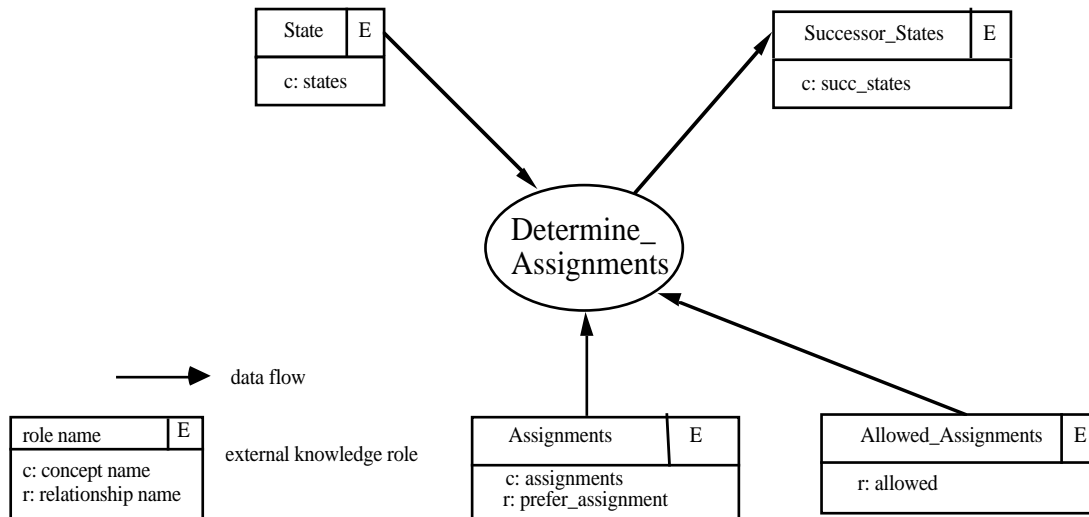 State E
c: states
Successor_States E
c: succ_states
Determine_
Assignments
data flow
role name E
c: concept name
r: relationship name
external knowledge role
Assignments E
c: assignments
r: prefer_assignment
Allowed_Assignments E
r: allowed